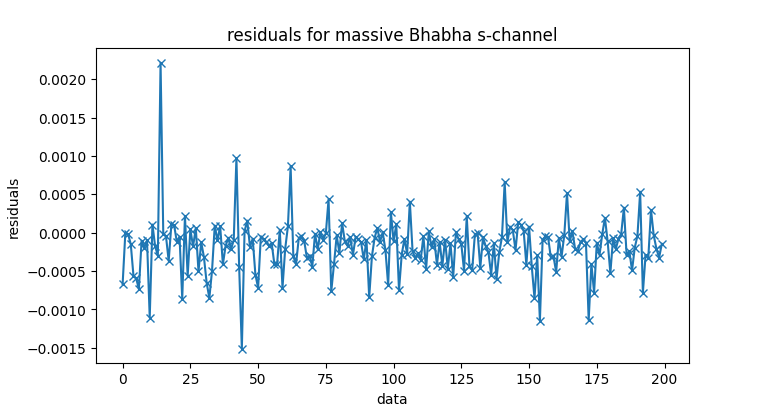 residuals for massive Bhabha s-channel
0.0020
0.0015
0.0010
0.0005
0.0000
−0.0005
−0.0010
−0.0015
residuals
0 25 50 75 100 125 150 175 200
data